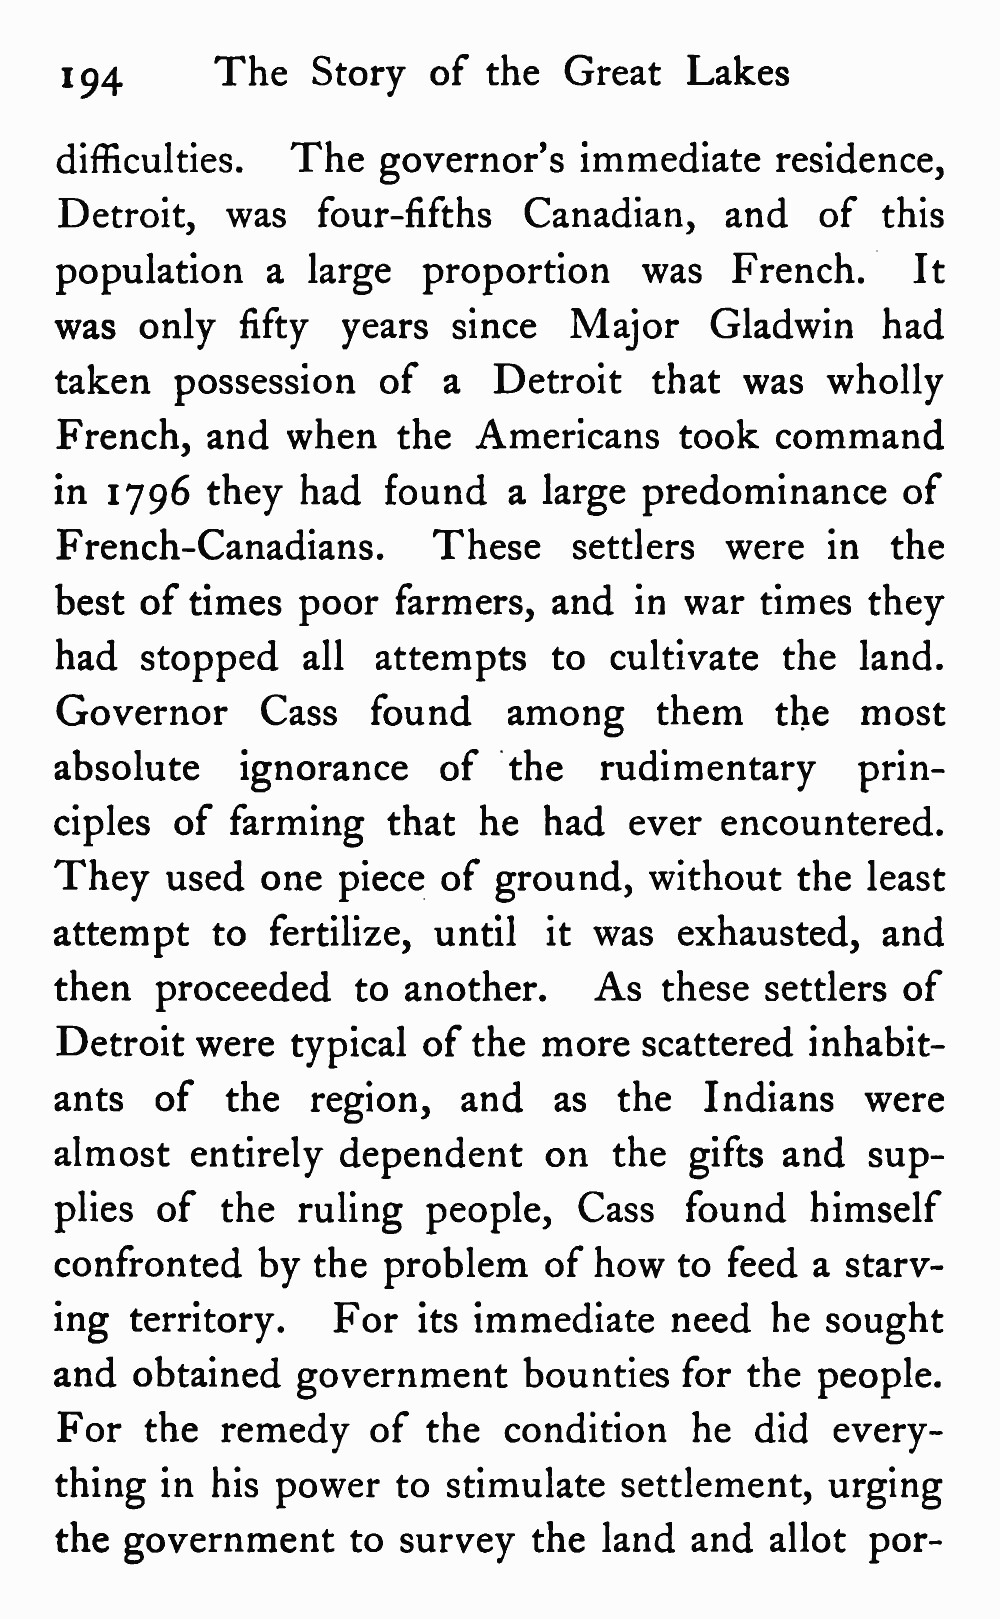 194 The Story of the Great Lakes
difficulties. The governor's immediate residence,
Detroit, was four-fifths Canadian, and of this
population a large proportion was French. It
was only fifty years since Major Gladwin had
taken possession of a Detroit that was wholly
French, and when the Americans took command
in 1796 they had found a large predominance of
French-Canadians. These settlers were in the
best of times poor farmers, and in war times they
had stopped all attempts to cultivate the land.
Governor Cass found among them the most
absolute ignorance of the rudimentary prin-
ciples of farming that he had ever encountered.
They used one piece of ground, without the least
attempt to fertilize, until it was exhausted, and
then proceeded to another. As these settlers of
Detroit were typical of the more scattered inhabit-
ants of the region, and as the Indians were
almost entirely dependent on the gifts and sup-
plies of the ruling people, Cass found himself
confronted by the problem of how to feed a starv-
ing territory. For its immediate need he sought
and obtained government bounties for the people.
For the remedy of the condition he did every-
thing in his power to stimulate settlement, urging
the government to survey the land and allot por-